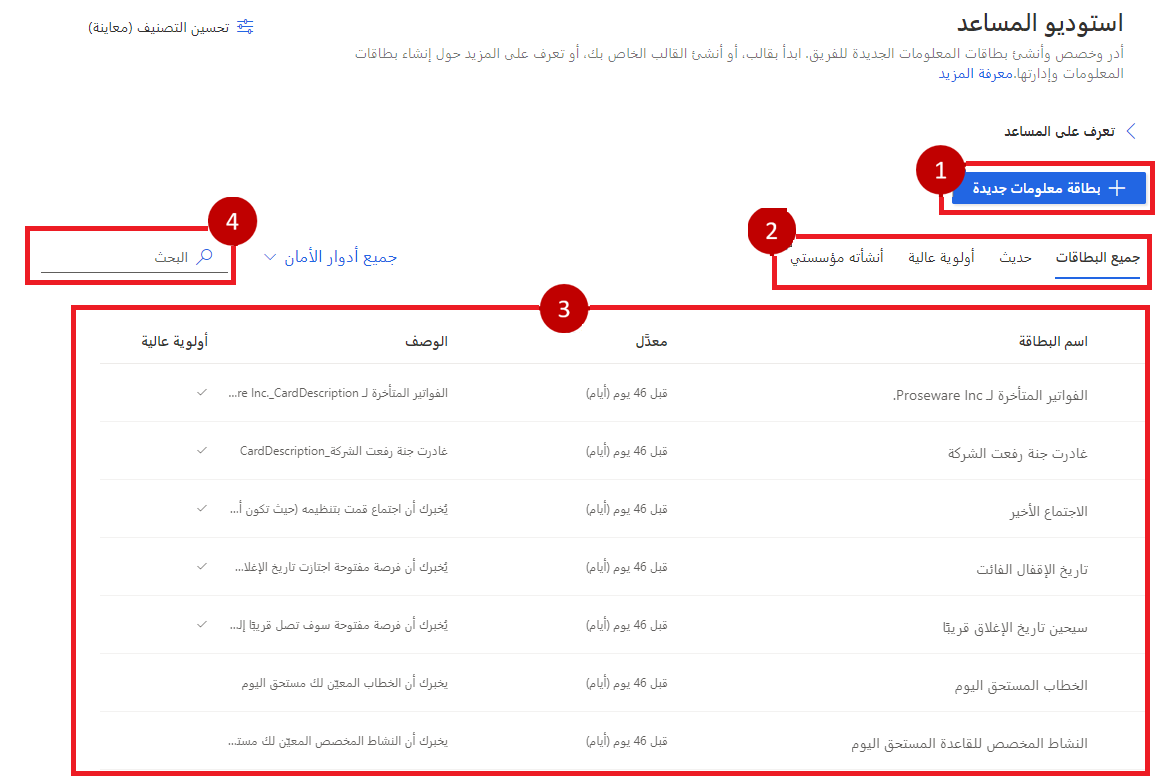 استوديو المساعد
تحسين التصنيف (معاينة)
أدر وخصص وأنشئ بطاقات المعلومات الجديدة للفريق. ابدأ بقالب، أو أنشئ القالب الخاص بك، أو تعرف على المزيد حول إنشاء بطاقات
المعلومات وإدارتها.معرفة المزيد
تعرف على المساعد
1
بطاقة معلومات جديدة
2
جميع البطاقات حديث أولوية عالية أنشأته مؤسستي
جميع أدوار الأمان
4
البحث
3
اسم البطاقة معدَّل الوصف أولوية عالية
الفواتير المتأخرة لـ Proseware Inc. قبل 46 يوم (أيام) الفواتير المتأخرة لـ re Inc._CardDescription...
غادرت جنة رفعت الشركة قبل 46 يوم (أيام) غادرت جنة رفعت الشركة_CardDescription
الاجتماع الأخير قبل 46 يوم (أيام) يُخبرك أن اجتماع قمت بتنظيمه (حيث تكون أ...
تاريخ الإقفال الفائت قبل 46 يوم (أيام) يُخبرك أن فرصة مفتوحة اجتازت تاريخ الإغلا...
سيحين تاريخ الإغلاق قريبًا قبل 46 يوم (أيام) يُخبرك أن فرصة مفتوحة سوف تصل قريبًا إلـ...
الخطاب المستحق اليوم قبل 46 يوم (أيام) يخبرك أن الخطاب المعيّن لك مستحق اليوم
النشاط المخصص للقاعدة المستحق اليوم قبل 46 يوم (أيام) يخبرك أن النشاط المخصص المعيّن لك مستـ...